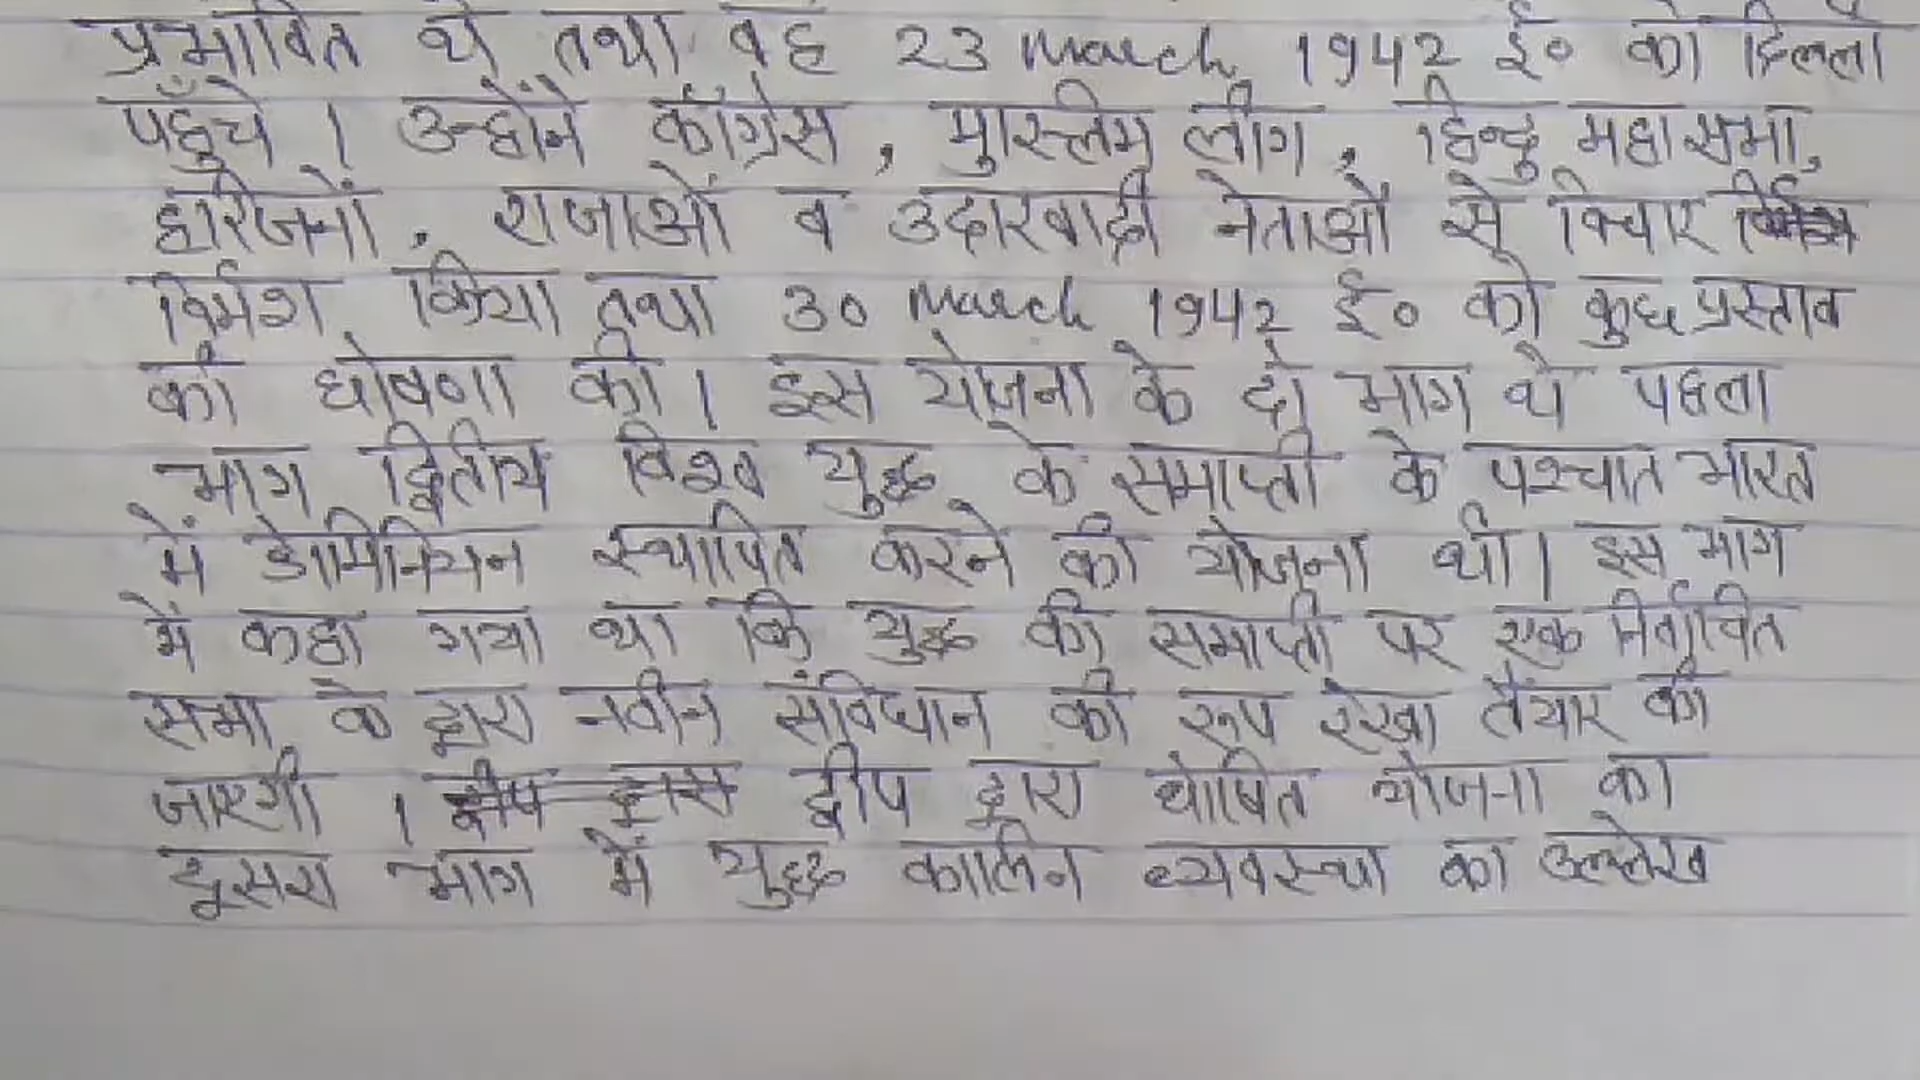 प्रभावित थे तथा वह 23 March 1942 ई० को दिल्ली
पहुँचे । उन्होंने काँग्रेस , मुस्लिम लीग , हिन्दु महासभा,
हरिजनों , राजाओं व उदारवादी नेताओं से विचार
विर्मश किया तथा 30 March 1942 ई० को कुछ प्रस्ताव
की घोषणा की । इस योजना के दो भाग थे पहला
भाग द्वितीय विश्व युद्ध के समाप्ती के पश्चात भारत
में डोमिनियन स्थापित करने की योजना थी । इस भाग
में कहा गया था कि युद्ध की समाप्ती पर एक निर्वाचित
सभा के द्वारा नवीन संविधान की रूप रेखा तैयार की
जाएगी । द्वीप द्वारा द्वीप द्वारा घोषित योजना का
दूसरा भाग में युद्ध कालिन व्यवस्था का उल्लेख